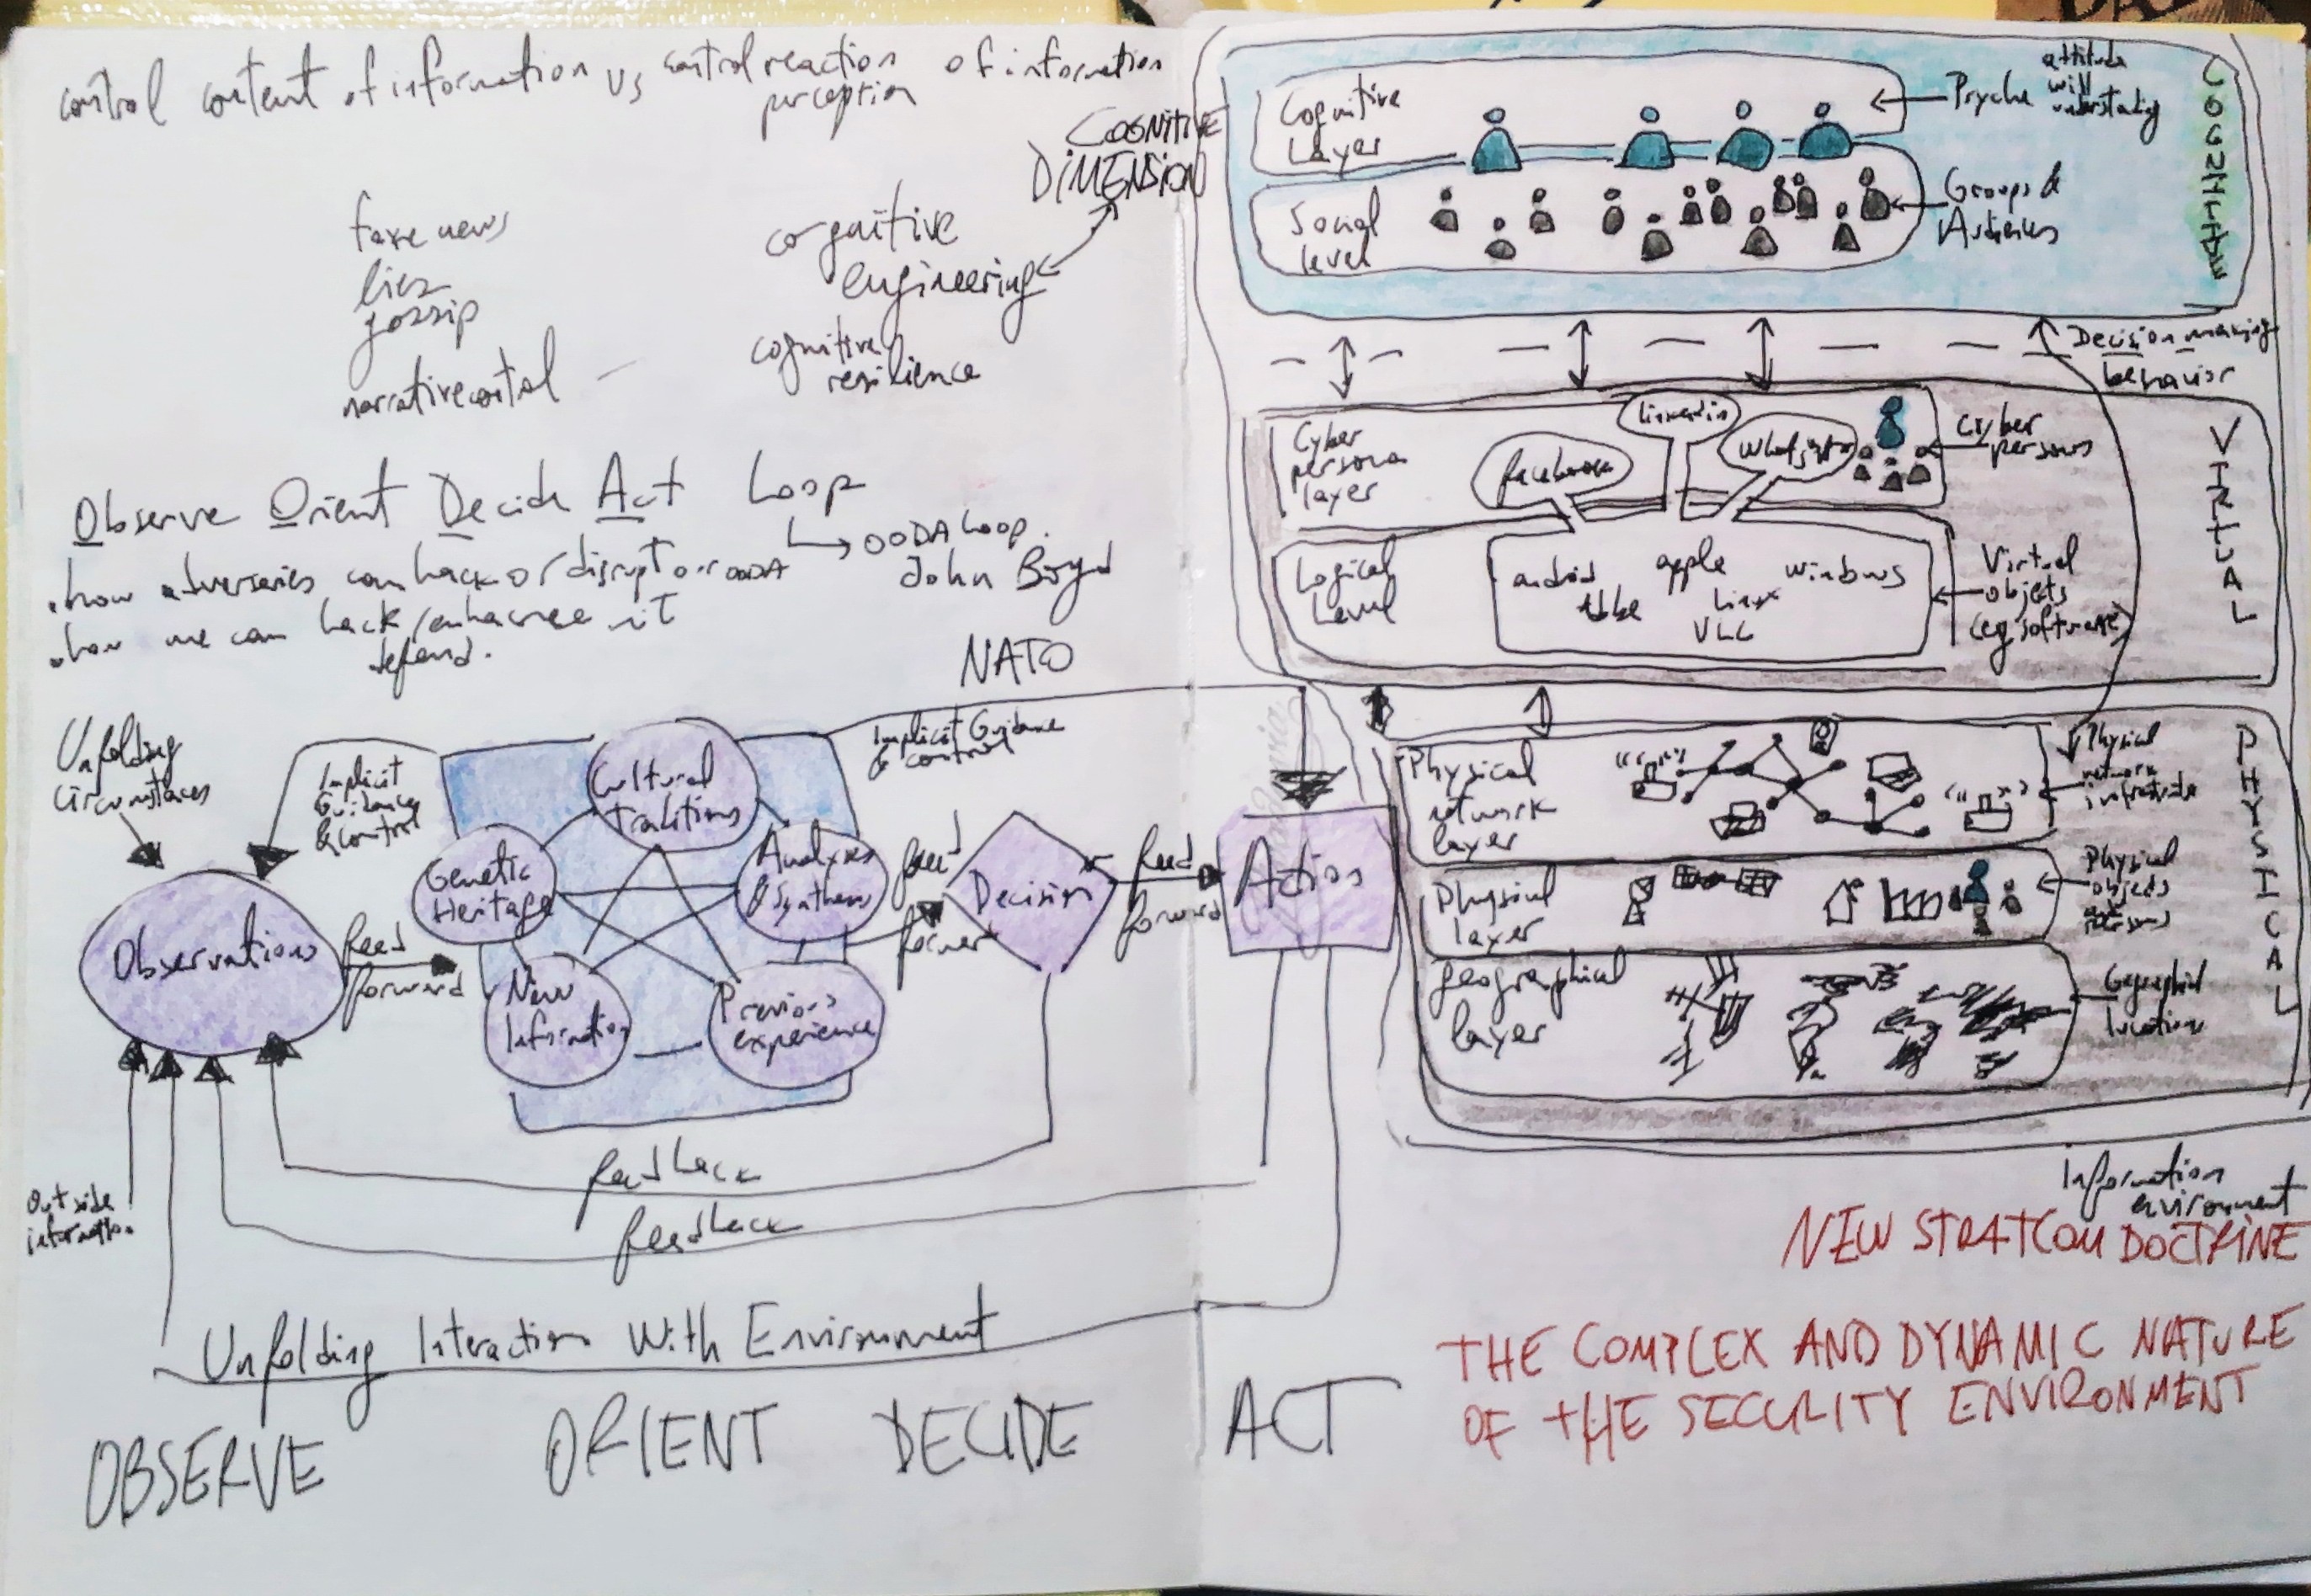 control content of information vs control reaction of information
perception
COGNITIVE
DIMENSION
fake news
lies
gossip
narrative control
cognitive
engineering
cognitive
resilience
Observe Orient Decide Act Loop
OODA Loop
John Boyd
. how adversaries can hack or disrupt our OODA
. how we can hack/enhacnee it
defend.
NATO
Unfolding
Circumstances
Implicit
Guidance
& control
Implicit Guidance
& control
Cultural
traditions
Genetic
Heritage
Analyses
& Synthesis
New
Information
Previous
experience
Observations
feed
forward
feed
forward
Decision
feed
forward
Action
feedback
feedback
Outside
information
Unfolding Interaction With Environment
OBSERVE ORIENT DECIDE ACT
Cognitive
Layer
Psyche
attitude
will
understanding
Social
level
Groups &
Audiences
COGNITIVE
Decision making
behavior
Cyber
persona
layer
facebook
linkedin
WhatsApp
cyber
persons
Logical
Level
android
apple
windows
linux
VLC
Virtual
objects
(eg software)
VIRTUAL
Physical
network
layer
Physical
network
infrastructure
Physical
layer
Physical
objects
geographical
layer
Geographical
location
PHYSICAL
Information
environment
NEW STRATCOM DOCTRINE
THE COMPLEX AND DYNAMIC NATURE
OF THE SECURITY ENVIRONMENT